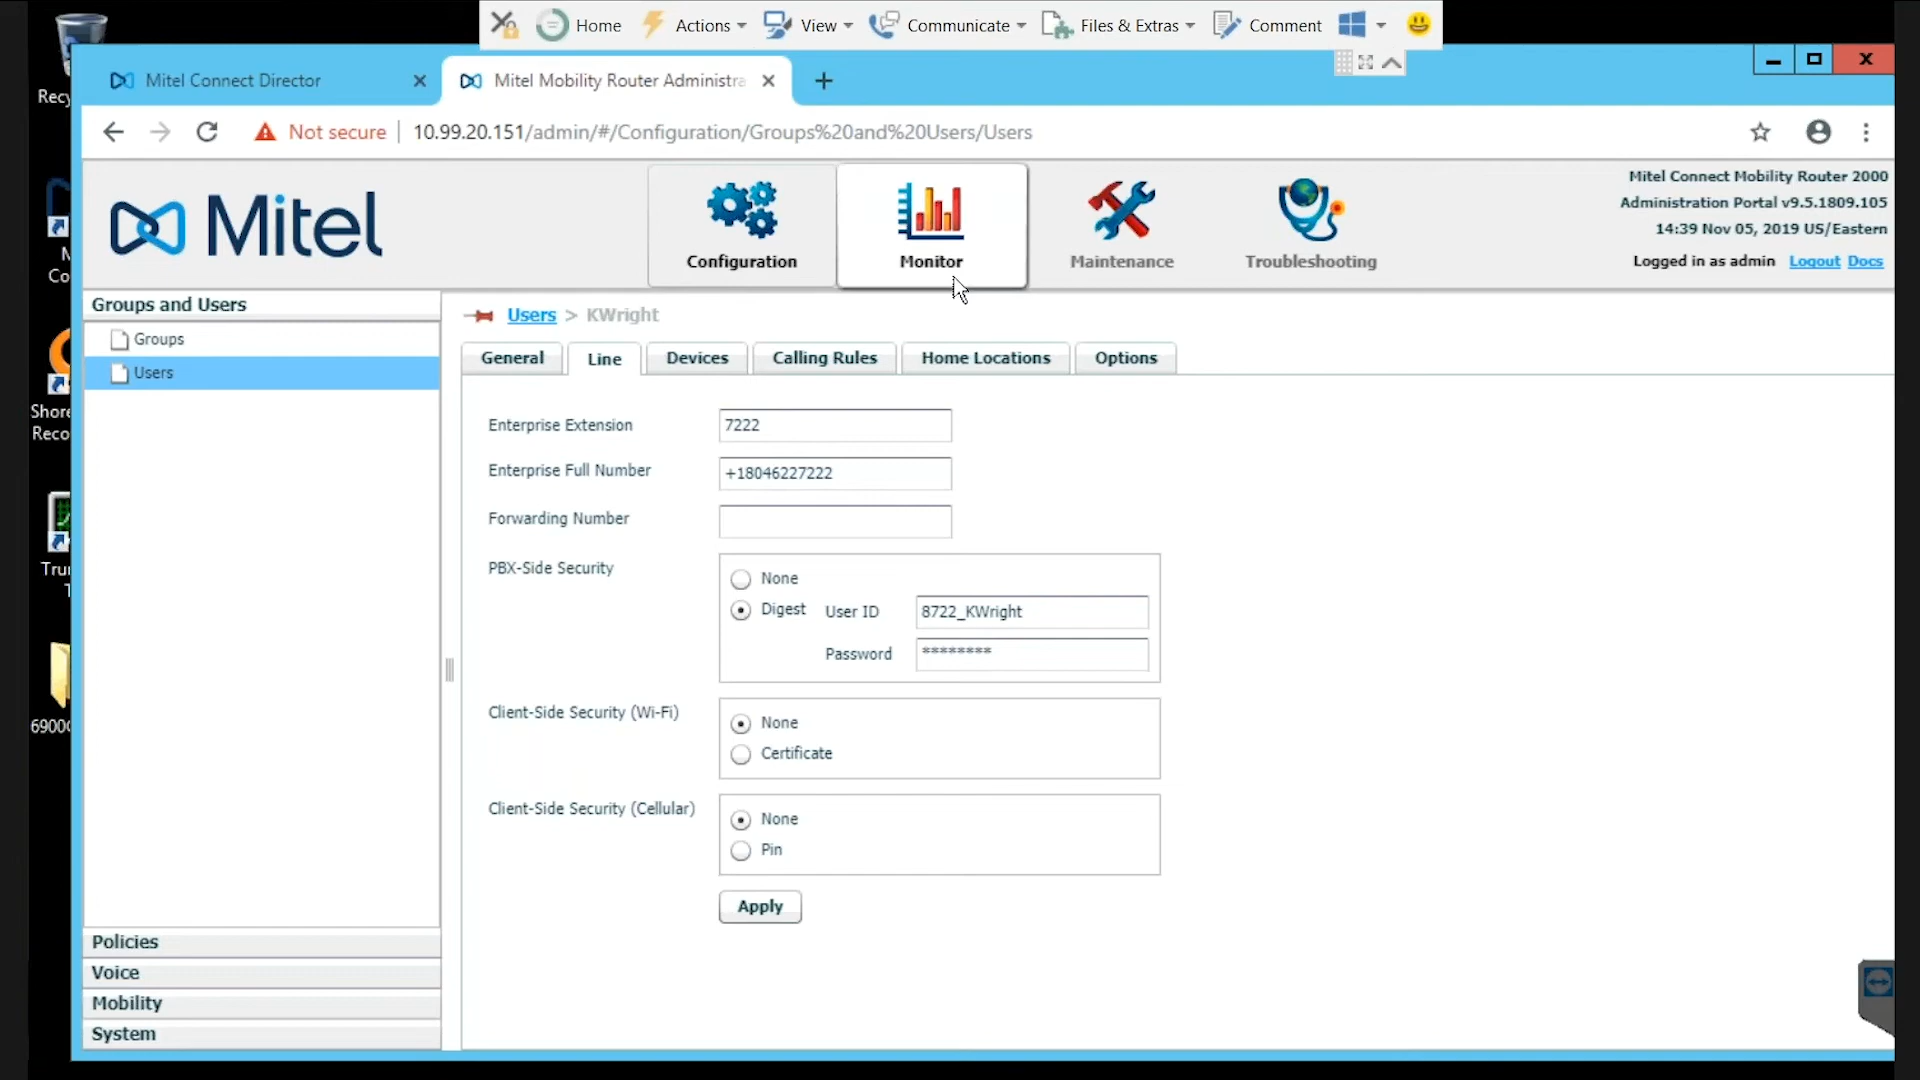 Home
Actions
View
Communicate
Files & Extras
Comment
Mitel Connect Director
Mitel Mobility Router Administra
Not secure
10.99.20.151/admin/#/Configuration/Groups%20and%20Users/Users
Mitel
Configuration
Monitor
Maintenance
Troubleshooting
Mitel Connect Mobility Router 2000
Administration Portal v9.5.1809.105
14:39 Nov 05, 2019 US/Eastern
Logged in as admin Logout Docs
Recy
M
Co
Shore
Reco
Tru
T
6900
Groups and Users
Groups
Users
Policies
Voice
Mobility
System
Users > KWright
General
Line
Devices
Calling Rules
Home Locations
Options
Enterprise Extension 7222
Enterprise Full Number +18046227222
Forwarding Number
PBX-Side Security
None
Digest User ID 8722_KWright
Password ********
Client-Side Security (Wi-Fi)
None
Certificate
Client-Side Security (Cellular)
None
Pin
Apply